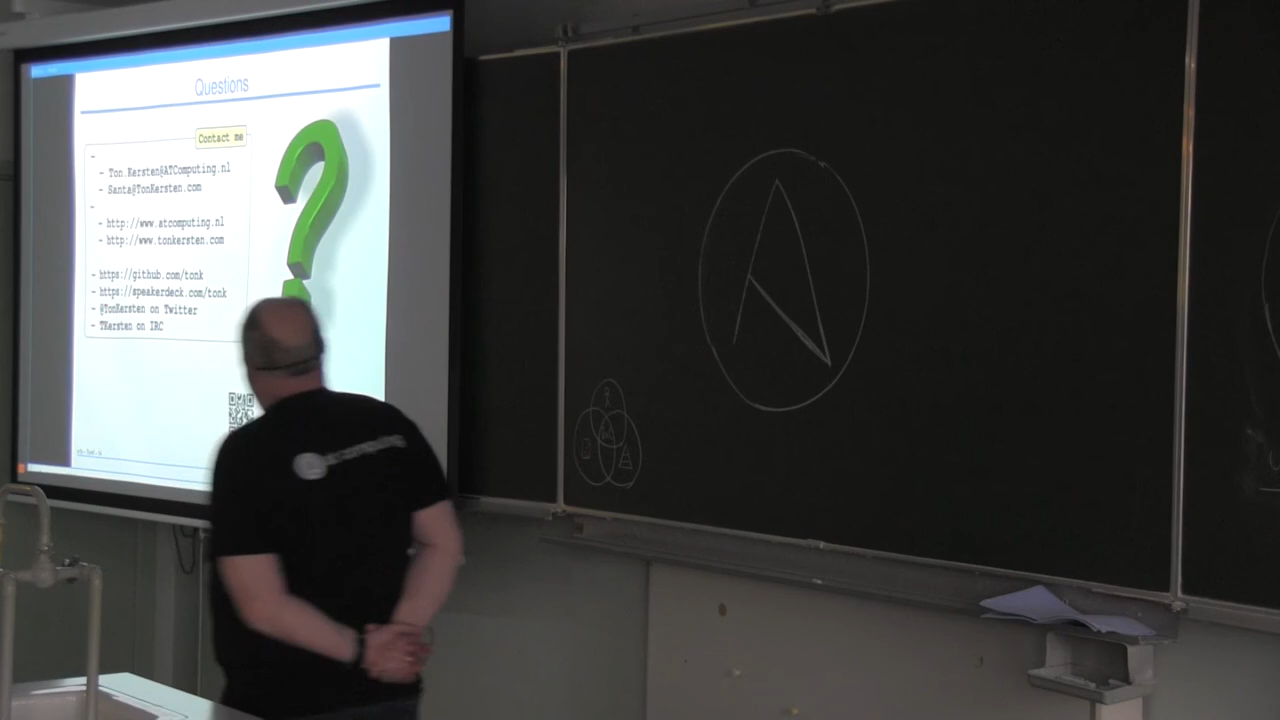 Questions
Contact me
-
- Ton.Kersten@ATComputing.nl
- Santa@TonKersten.com
-
- http://www.atcomputing.nl
- http://www.tonkersten.com
- https://github.com/tonk
- https://speakerdeck.com/tonk
- @TonKersten on Twitter
- TKersten on IRC